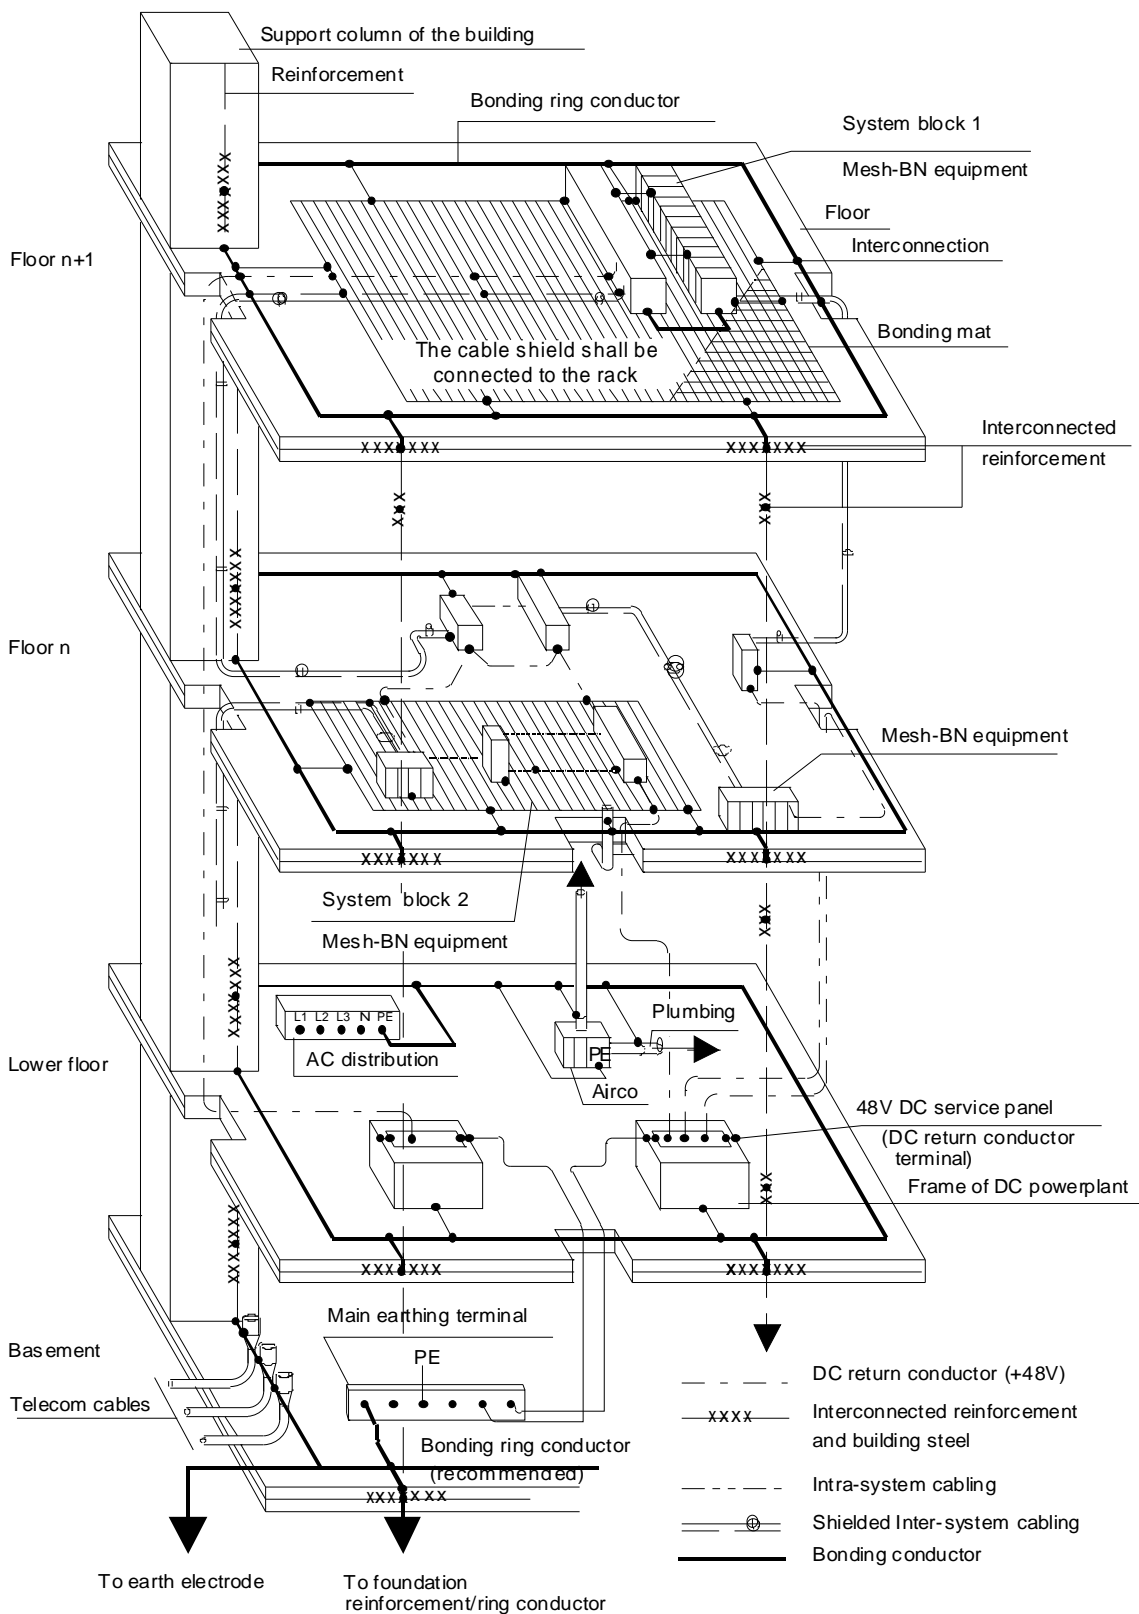 Support column of the building
Reinforcement
Bonding ring conductor
System block 1
Mesh-BN equipment
Floor
Floor n+1
Interconnection
Bonding mat
The cable shield shall be
connected to the rack
Interconnected
reinforcement
Floor n
Mesh-BN equipment
System block 2
Mesh-BN equipment
L1 L2 L3 N PE
Plumbing
AC distribution
PE
Lower floor
Airco
48V DC service panel
(DC return conductor
terminal)
Frame of DC powerplant
Main earthing terminal
Basement
PE
DC return conductor (+48V)
Telecom cables
Interconnected reinforcement
and building steel
Bonding ring conductor
(recommended)
Intra-system cabling
Shielded Inter-system cabling
Bonding conductor
To earth electrode
To foundation
reinforcement/ring conductor